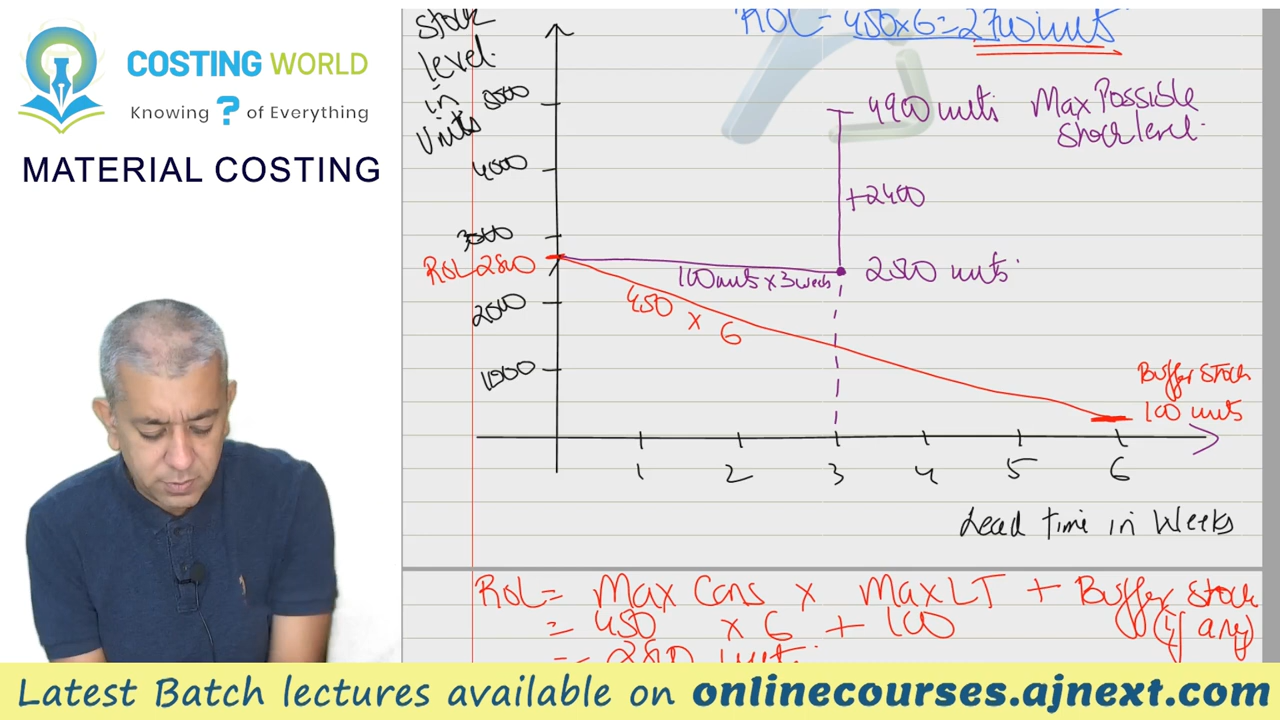 COSTING WORLD
Knowing ? of Everything
MATERIAL COSTING
Stock
level
in
Units
ROL = 450x6 = 2700 units
5000
4000
3000
ROL 2800
2000
1000
4900 units Max Possible
Stock level
+2400
2500 units
100 units x 3 weeks
450 x 6
Buffer Stock
100 units
1 2 3 4 5 6
Lead time in Weeks
ROL = Max Cons x Max LT + Buffer Stock
= 450 x 6 + 100 (if any)
= 2800 units
Latest Batch lectures available on onlinecourses.ajnext.com